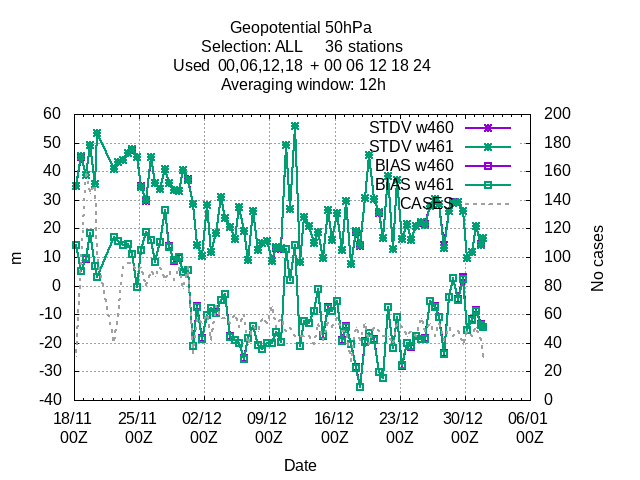 Geopotential 50hPa
Selection: ALL 36 stations
Used 00,06,12,18 + 00 06 12 18 24
Averaging window: 12h
60 200
STDV w460
50 180
STDV w461
40 160
BIAS w460
BIAS w461
30 140
CASES
20 120
10 100
0 80
-10 60
-20 40
-30 20
-40 0
m
No cases
18/11 25/11 02/12 09/12 16/12 23/12 30/12 06/01
00Z 00Z 00Z 00Z 00Z 00Z 00Z 00Z
Date